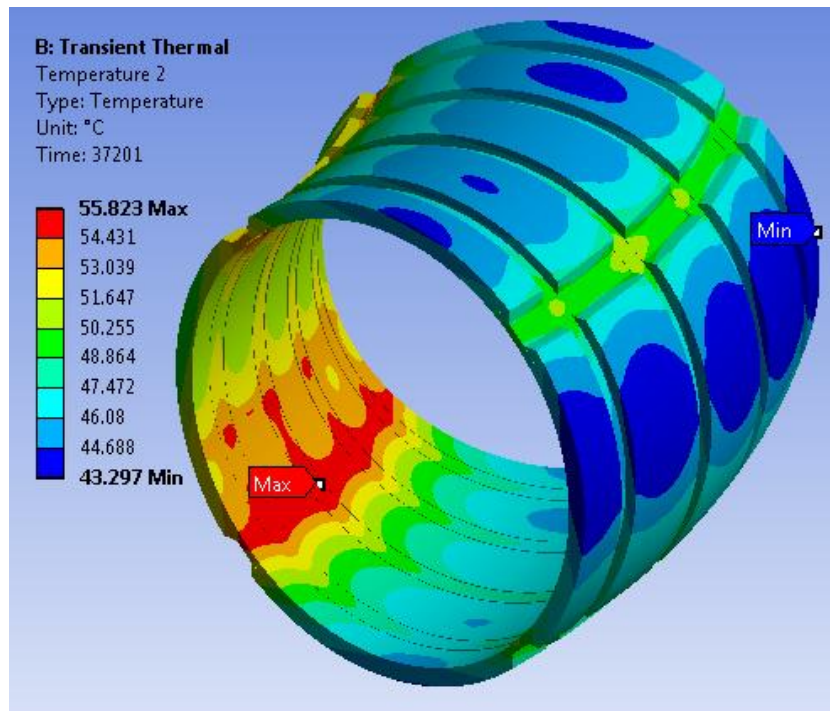 B: Transient Thermal
Temperature 2
Type: Temperature
Unit: °C
Time: 37201
55.823 Max
54.431
53.039
51.647
50.255
48.864
47.472
46.08
44.688
43.297 Min
Min
Max